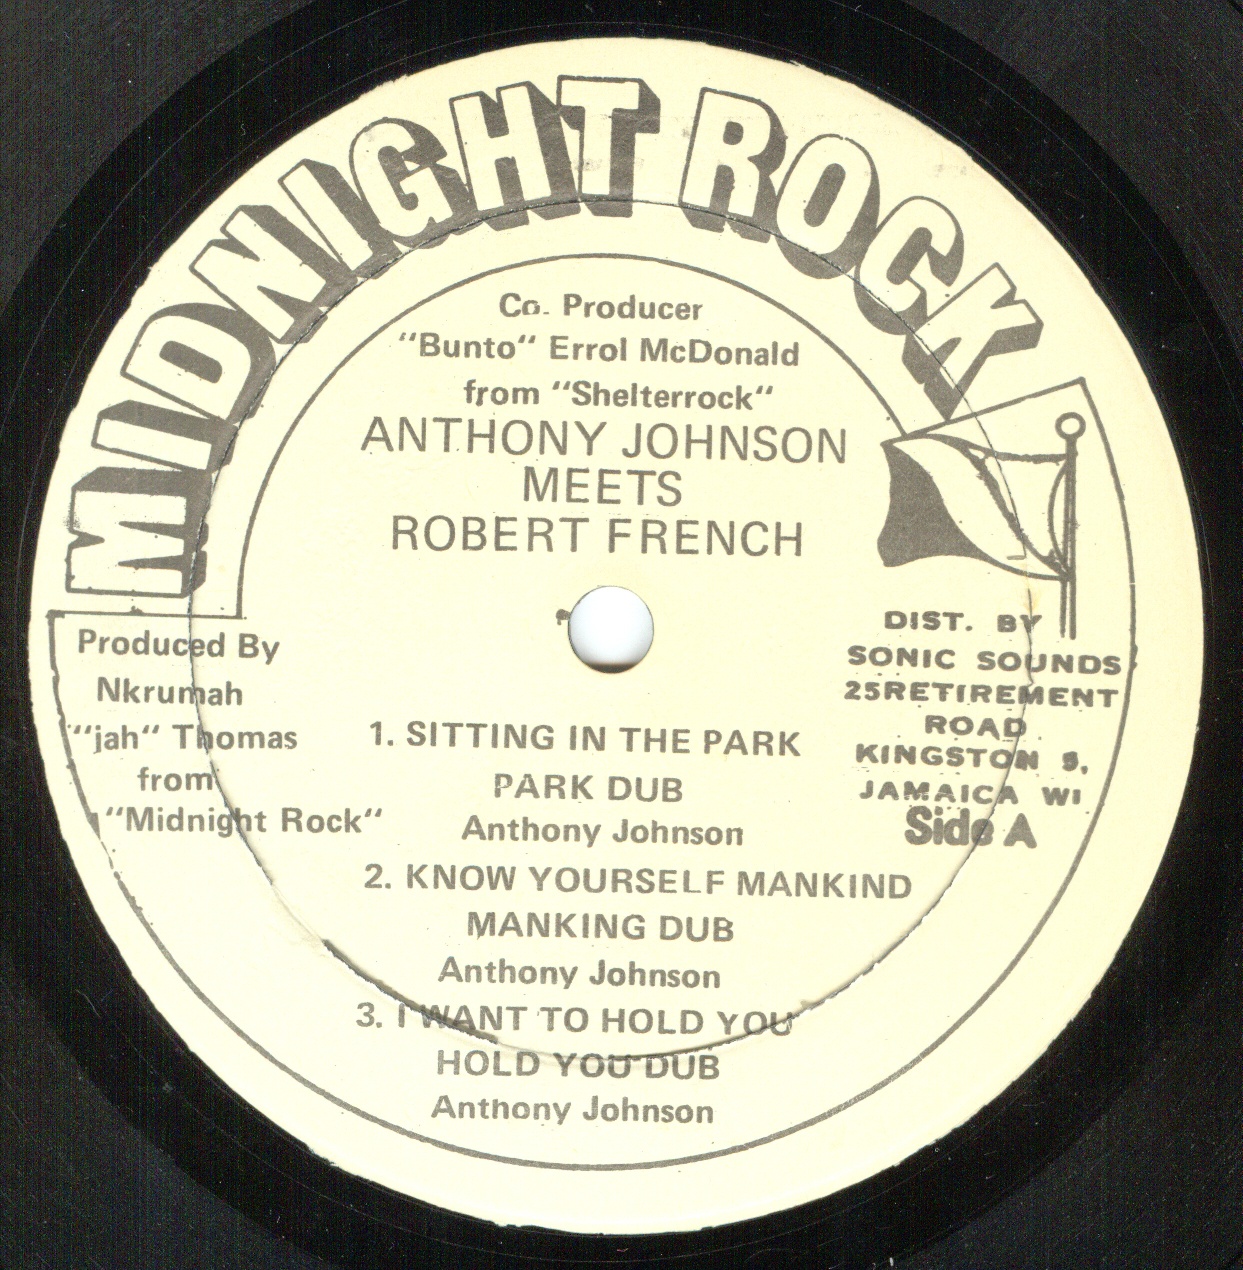 MIDNIGHT ROCK
Co. Producer
"Bunto" Errol McDonald
from "Shelterrock"
ANTHONY JOHNSON
MEETS
ROBERT FRENCH
Produced By
Nkrumah
"jah" Thomas
from
"Midnight Rock"
DIST. BY
SONIC SOUNDS
25RETIREMENT
ROAD
KINGSTON 5,
JAMAICA WI
Side A
1. SITTING IN THE PARK
PARK DUB
Anthony Johnson
2. KNOW YOURSELF MANKIND
MANKING DUB
Anthony Johnson
3. I WANT TO HOLD YOU
HOLD YOU DUB
Anthony Johnson